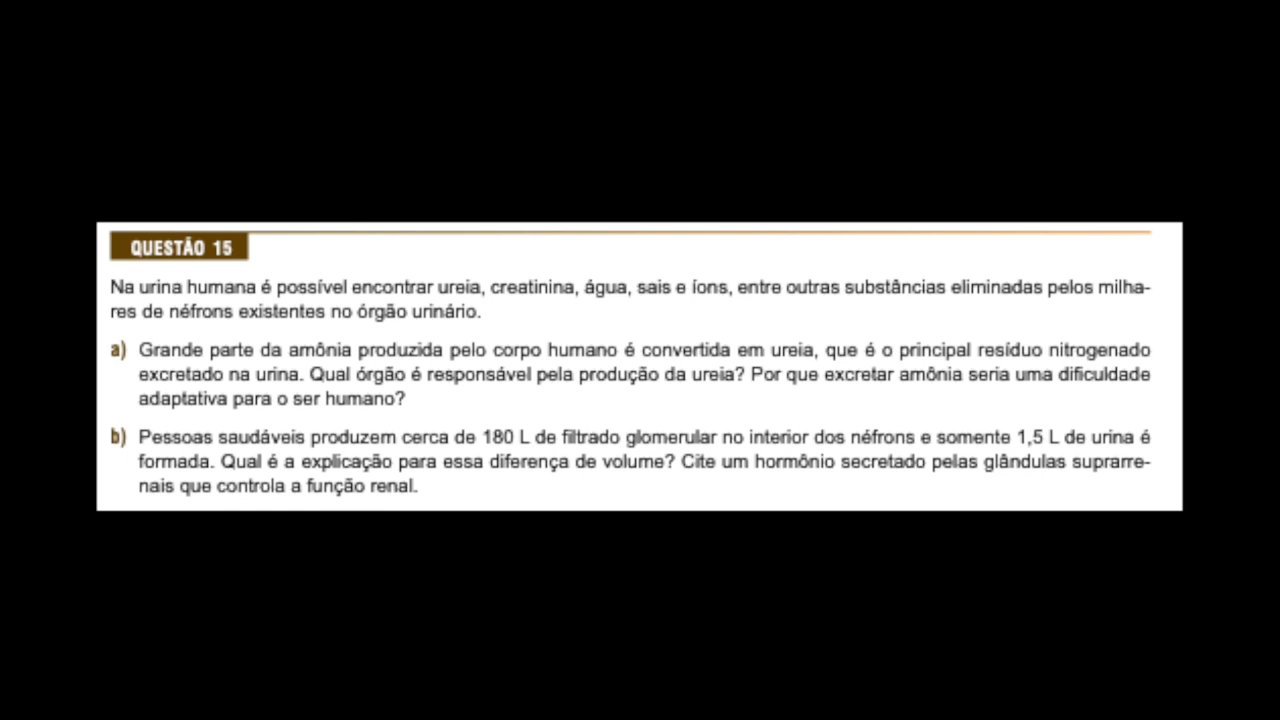 QUESTÃO 15
Na urina humana é possível encontrar ureia, creatinina, água, sais e íons, entre outras substâncias eliminadas pelos milha-
res de néfrons existentes no órgão urinário.
a) Grande parte da amônia produzida pelo corpo humano é convertida em ureia, que é o principal resíduo nitrogenado
excretado na urina. Qual órgão é responsável pela produção da ureia? Por que excretar amônia seria uma dificuldade
adaptativa para o ser humano?
b) Pessoas saudáveis produzem cerca de 180 L de filtrado glomerular no interior dos néfrons e somente 1,5 L de urina é
formada. Qual é a explicação para essa diferença de volume? Cite um hormônio secretado pelas glândulas suprarre-
nais que controla a função renal.